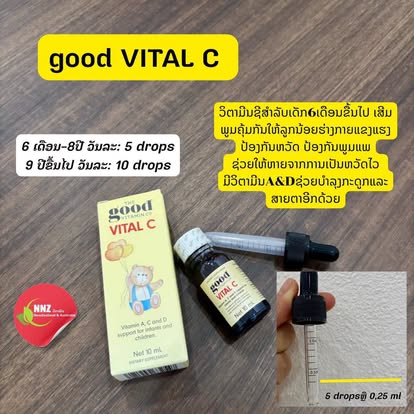 good VITAL C
ວິຕາມິນຊີສຳລັບເດັກ6ເດືອນຂຶ້ນໄປ ເສີມ
ພູມຄຸ້ມກັນໃຫ້ລູກນ້ອຍຮ່າງກາຍແຂງແຮງ
ປ້ອງກັນຫວັດ ປ້ອງກັນພູມແພ້
ຊ່ວຍໃຫ້ຫາຍຈາກການເປັນຫວັດໄວ
ມີວິຕາມິນA&Dຊ່ວຍບຳລຸງກະດູກແລະ
ສາຍຕາອີກດ້ວຍ
6 ເດືອນ-8ປີ ວັນລະ: 5 drops
9 ປີຂຶ້ນໄປ ວັນລະ: 10 drops
THE
good
VITAMIN CO
VITAL C
Vitamin A, C and D
support for infants and
children.
Net 10 mL
DIETARY SUPPLEMENT
good
VITAL C
NNZ
5 drops@ 0,25 ml